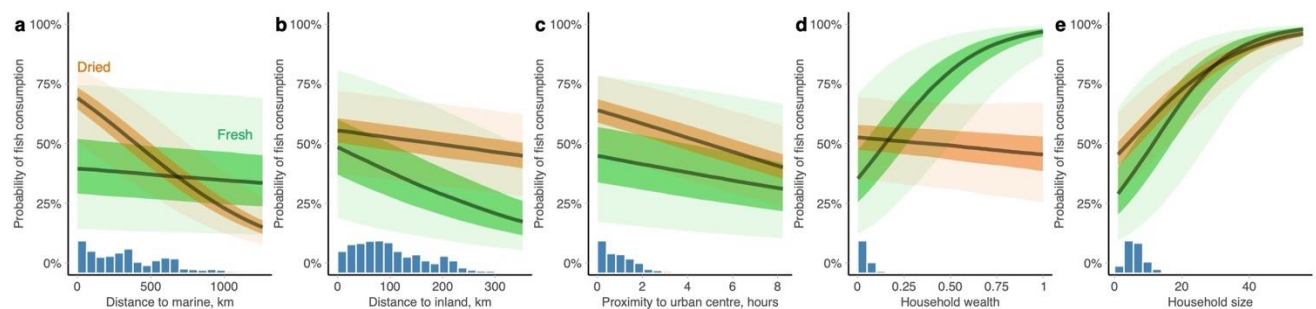 a
Probability of fish consumption
100%
75%
50%
25%
0%
Dried
Fresh
0
500
1000
Distance to marine, km
b
Probability of fish consumption
100%
75%
50%
25%
0%
0
100
200
300
Distance to inland, km
c
Probability of fish consumption
100%
75%
50%
25%
0%
0
2
4
6
8
Proximity to urban centre, hours
d
Probability of fish consumption
100%
75%
50%
25%
0%
0
0.25
0.50
0.75
1
Household wealth
e
Probability of fish consumption
100%
75%
50%
25%
0%
0
20
40
Household size